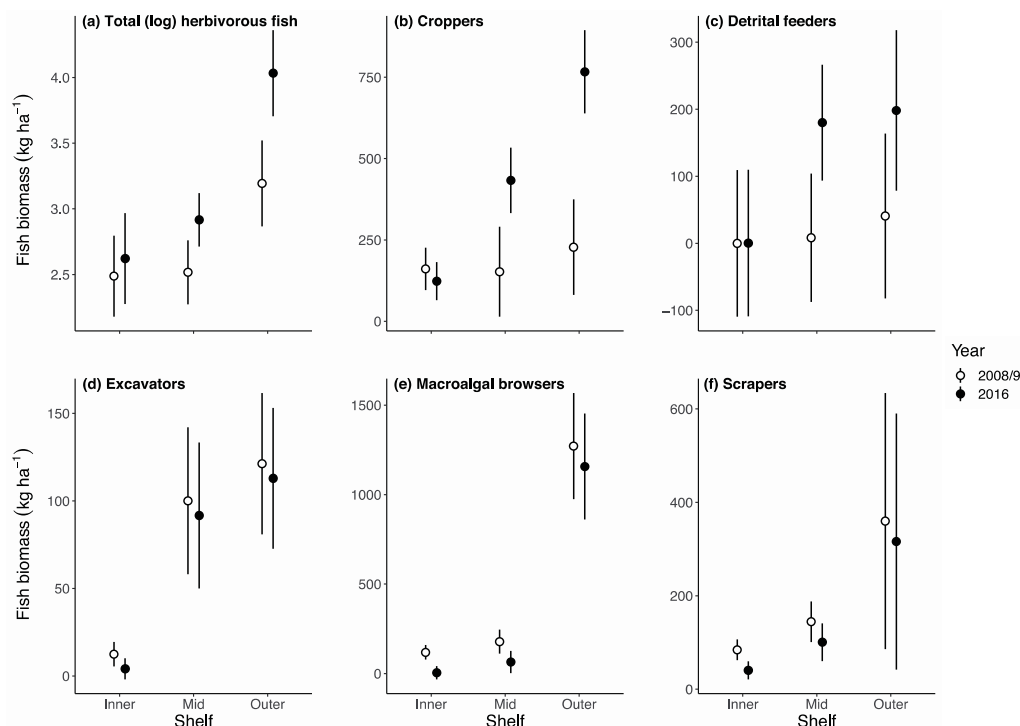 (a) Total (log) herbivorous fish
(b) Croppers
(c) Detrital feeders
Fish biomass (kg ha⁻¹)
4.0
3.5
3.0
2.5
750
500
250
0
300
200
100
0
−100
(d) Excavators
(e) Macroalgal browsers
(f) Scrapers
Fish biomass (kg ha⁻¹)
150
100
50
0
1500
1000
500
0
600
400
200
0
Inner Mid Outer
Inner Mid Outer
Inner Mid Outer
Shelf
Shelf
Shelf
Year
2008/9
2016